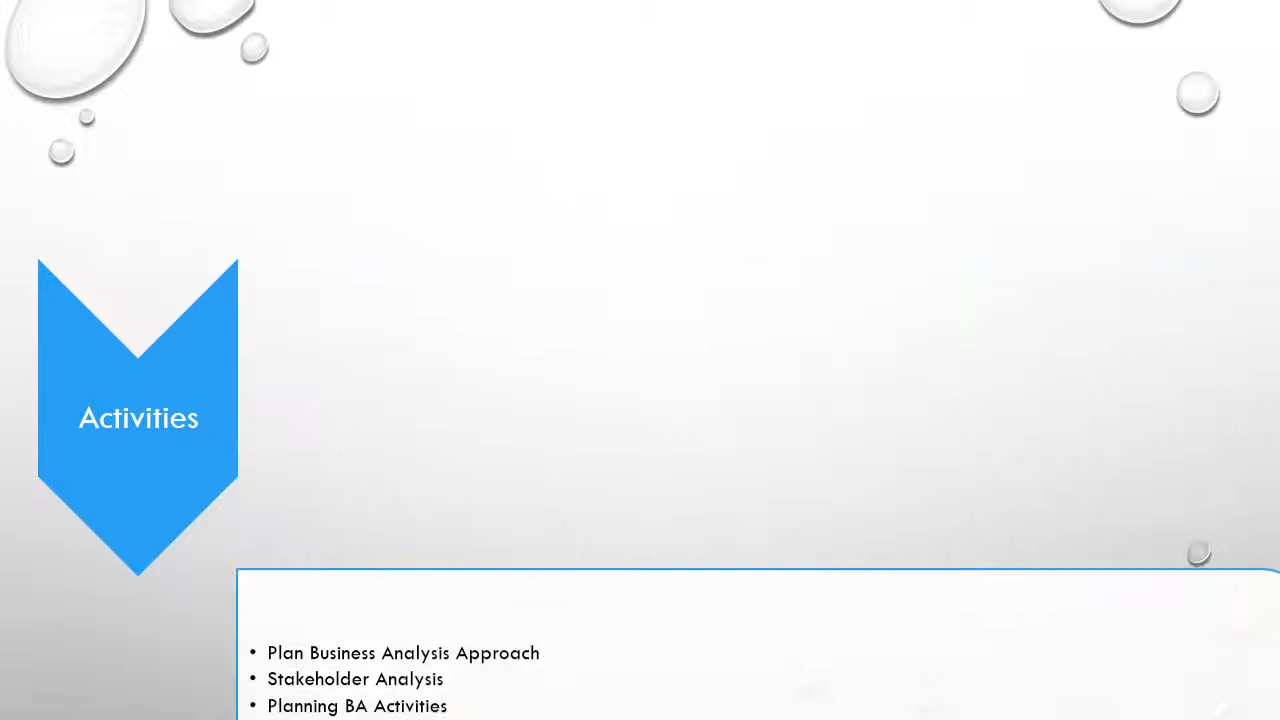 Activities
• Plan Business Analysis Approach
• Stakeholder Analysis
• Planning BA Activities